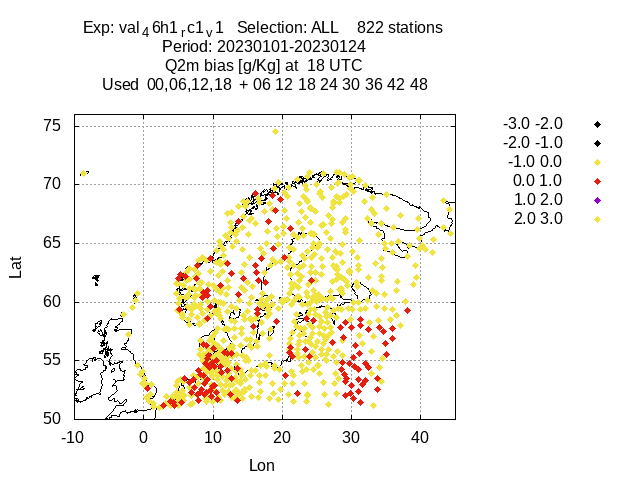 Exp: val46h1rc1v1 Selection: ALL 822 stations
Period: 20230101-20230124
Q2m bias [g/Kg] at 18 UTC
Used 00,06,12,18 + 06 12 18 24 30 36 42 48
-3.0 -2.0
-2.0 -1.0
-1.0 0.0
0.0 1.0
1.0 2.0
2.0 3.0
75
70
65
60
55
50
Lat
-10 0 10 20 30 40
Lon